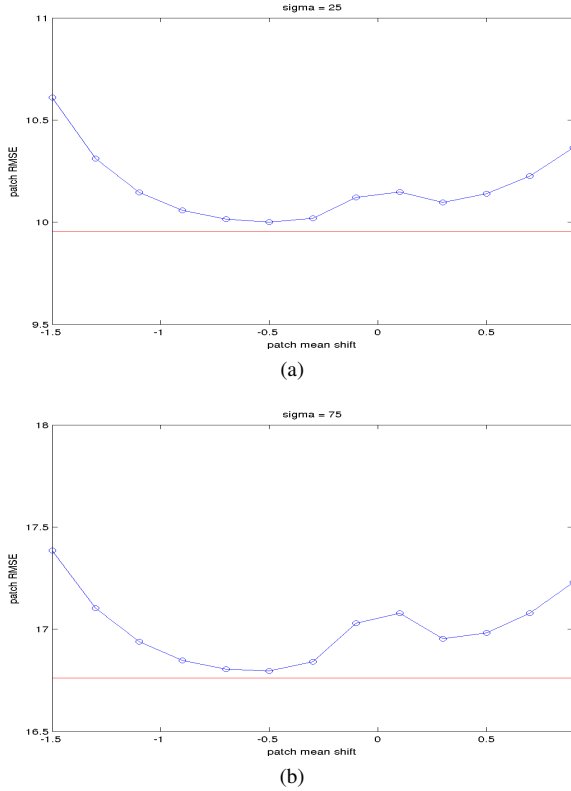 sigma = 25
11
10.5
10
9.5
patch RMSE
-1.5 -1 -0.5 0 0.5
patch mean shift
(a)
sigma = 75
18
17.5
17
16.5
patch RMSE
-1.5 -1 -0.5 0 0.5
patch mean shift
(b)